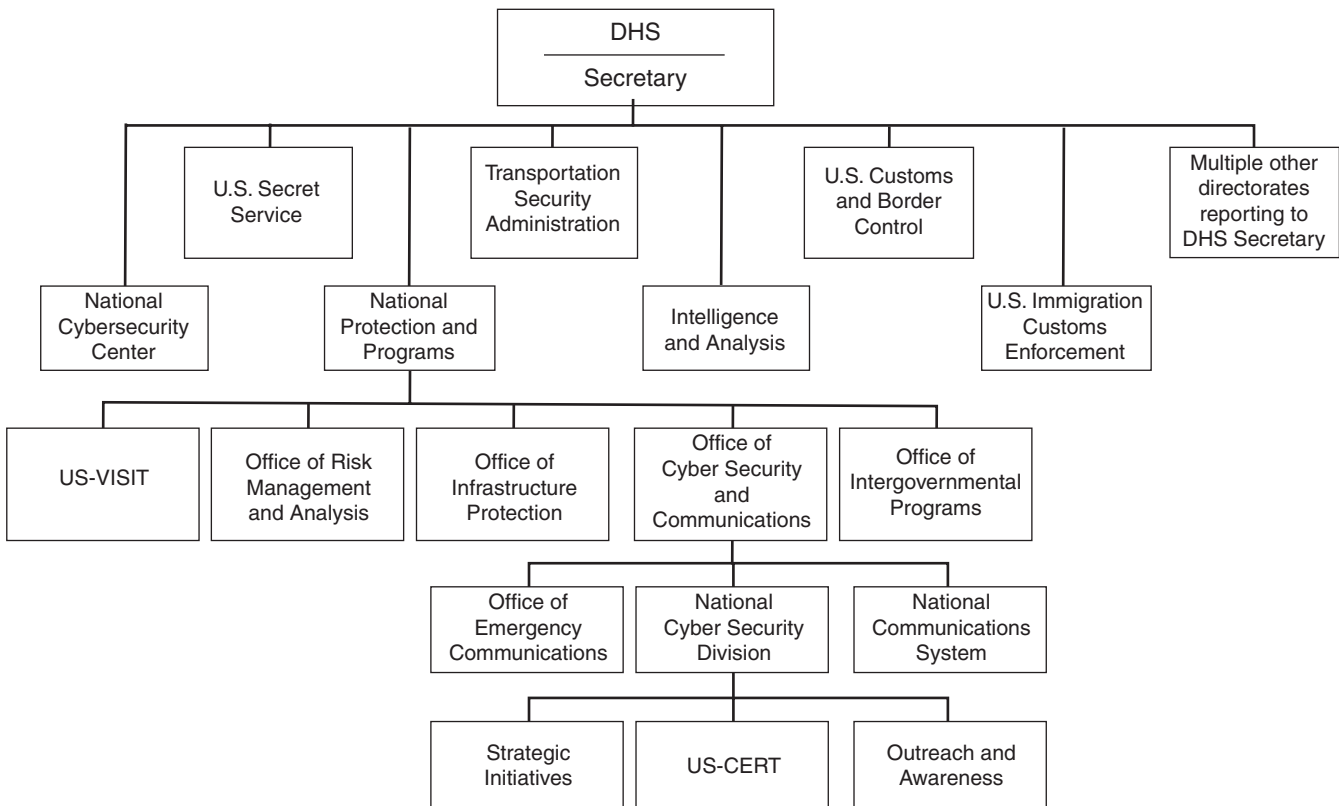 DHS
Secretary
U.S. Secret
Service
Transportation
Security
Administration
U.S. Customs
and Border
Control
Multiple other
directorates
reporting to
DHS Secretary
National
Cybersecurity
Center
National
Protection and
Programs
Intelligence
and Analysis
U.S. Immigration
Customs
Enforcement
US-VISIT
Office of Risk
Management
and Analysis
Office of
Infrastructure
Protection
Office of
Cyber Security
and
Communications
Office of
Intergovernmental
Programs
Office of
Emergency
Communications
National
Cyber Security
Division
National
Communications
System
Strategic
Initiatives
US-CERT
Outreach and
Awareness